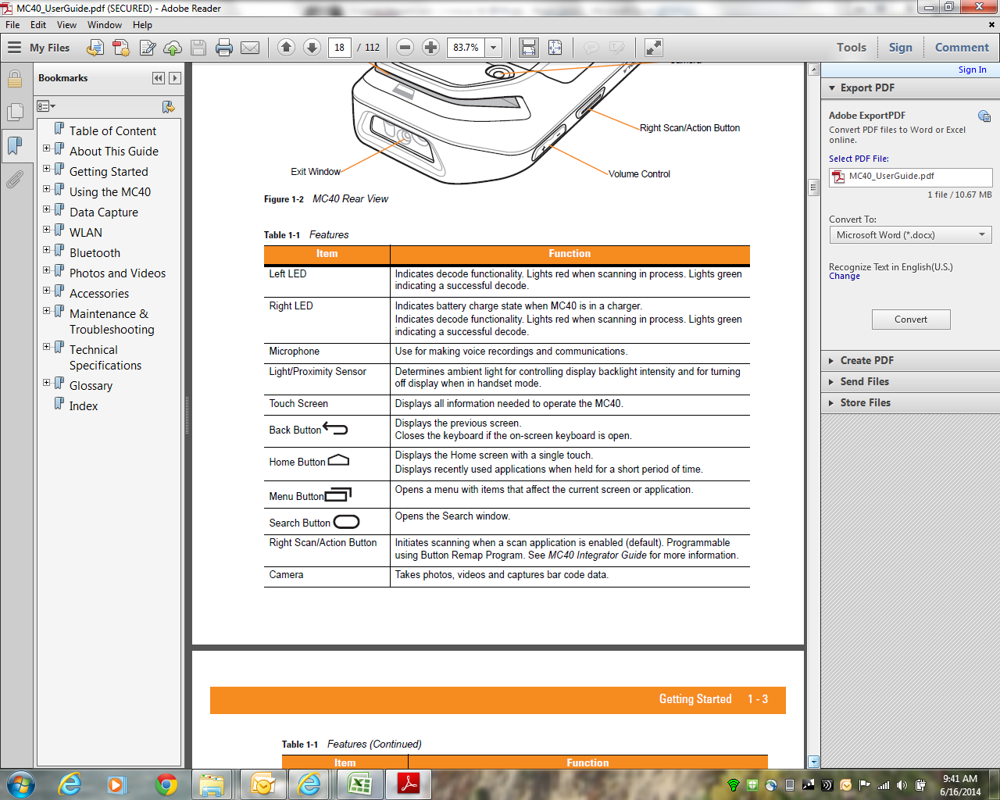 MC40_UserGuide.pdf (SECURED) - Adobe Reader
File Edit View Window Help
My Files
18 / 112
83.7%
Tools Sign Comment
Bookmarks
Table of Content
About This Guide
Getting Started
Using the MC40
Data Capture
WLAN
Bluetooth
Photos and Videos
Accessories
Maintenance &
Troubleshooting
Technical
Specifications
Glossary
Index
Right Scan/Action Button
Exit Window
Volume Control
Figure 1-2 MC40 Rear View
Table 1-1 Features
Item Function
Left LED Indicates decode functionality. Lights red when scanning in process. Lights green
indicating a successful decode.
Right LED Indicates battery charge state when MC40 is in a charger.
Indicates decode functionality. Lights red when scanning in process. Lights green
indicating a successful decode.
Microphone Use for making voice recordings and communications.
Light/Proximity Sensor Determines ambient light for controlling display backlight intensity and for turning
off display when in handset mode.
Touch Screen Displays all information needed to operate the MC40.
Back Button Displays the previous screen.
Closes the keyboard if the on-screen keyboard is open.
Home Button Displays the Home screen with a single touch.
Displays recently used applications when held for a short period of time.
Menu Button Opens a menu with items that affect the current screen or application.
Search Button Opens the Search window.
Right Scan/Action Button Initiates scanning when a scan application is enabled (default). Programmable
using Button Remap Program. See MC40 Integrator Guide for more information.
Camera Takes photos, videos and captures bar code data.
Getting Started 1 - 3
Table 1-1 Features (Continued)
Item Function
Sign In
Export PDF
Adobe ExportPDF
Convert PDF files to Word or Excel
online.
Select PDF File:
MC40_UserGuide.pdf
1 file / 10.67 MB
Convert To:
Microsoft Word (*.docx)
Recognize Text in English(U.S.)
Change
Convert
Create PDF
Send Files
Store Files
9:41 AM
6/16/2014